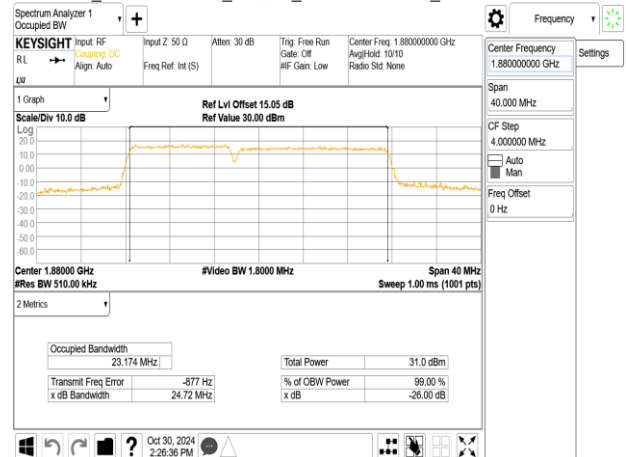 Spectrum Analyzer 1
Occupied BW
+
Frequency
KEYSIGHT
Input: RF
Coupling: DC
Align: Auto
Input Z: 50 Ω
Freq Ref: Int (S)
Atten: 30 dB
Trig: Free Run
Gate: Off
#IF Gain: Low
Center Freq: 1.880000000 GHz
Avg|Hold: 10/10
Radio Std: None
RL
LXI
Center Frequency
1.880000000 GHz
Settings
Span
40.000 MHz
CF Step
4.000000 MHz
Auto
Man
Freq Offset
0 Hz
1 Graph
Scale/Div 10.0 dB
Ref Lvl Offset 15.05 dB
Ref Value 30.00 dBm
Log
20.0
10.0
0.00
-10.0
-20.0
-30.0
-40.0
-50.0
-60.0
Center 1.88000 GHz
#Video BW 1.8000 MHz
Span 40 MHz
#Res BW 510.00 kHz
Sweep 1.00 ms (1001 pts)
2 Metrics
Occupied Bandwidth
23.174 MHz
Total Power 31.0 dBm
Transmit Freq Error -877 Hz
% of OBW Power 99.00 %
x dB Bandwidth 24.72 MHz
x dB -26.00 dB
?
Oct 30, 2024
2:26:36 PM